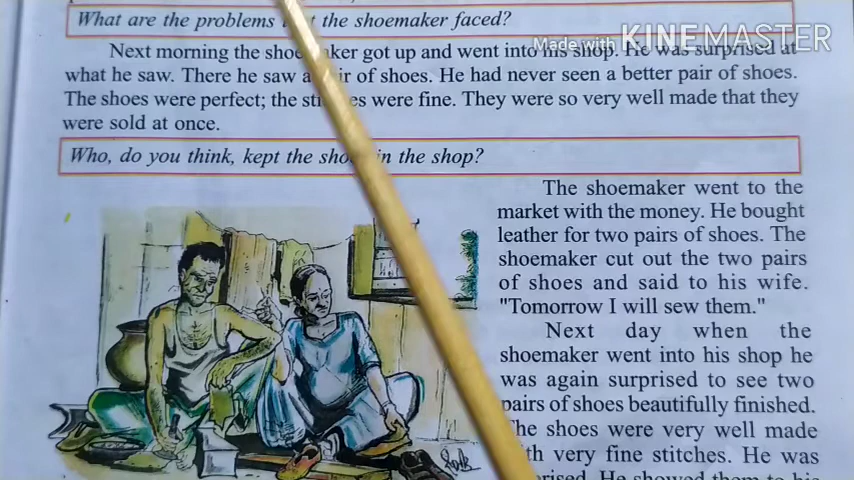 What are the problems the shoemaker faced?
Made with KINEMASTER
Next morning the shoemaker got up and went into his shop. He was surprised at
what he saw. There he saw a pair of shoes. He had never seen a better pair of shoes.
The shoes were perfect; the stitches were fine. They were so very well made that they
were sold at once.
Who, do you think, kept the shoes in the shop?
The shoemaker went to the
market with the money. He bought
leather for two pairs of shoes. The
shoemaker cut out the two pairs
of shoes and said to his wife.
"Tomorrow I will sew them."
Next day when the
shoemaker went into his shop he
was again surprised to see two
pairs of shoes beautifully finished.
The shoes were very well made
with very fine stitches. He was
He showed them to his